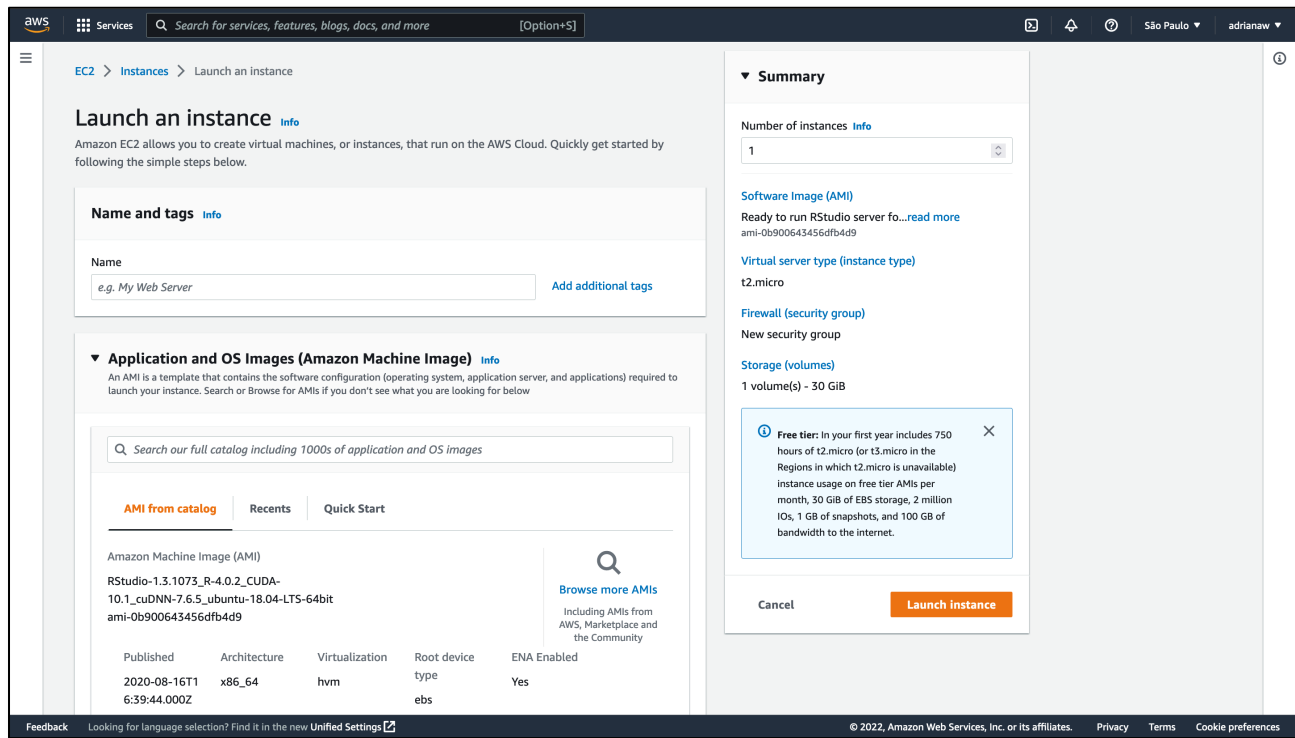 aws
Services
Search for services, features, blogs, docs, and more
[Option+S]
São Paulo
adrianaw
EC2 > Instances > Launch an instance
Launch an instance Info
Amazon EC2 allows you to create virtual machines, or instances, that run on the AWS Cloud. Quickly get started by
following the simple steps below.
Name and tags Info
Name
e.g. My Web Server
Add additional tags
Application and OS Images (Amazon Machine Image) Info
An AMI is a template that contains the software configuration (operating system, application server, and applications) required to
launch your instance. Search or Browse for AMIs if you don't see what you are looking for below
Search our full catalog including 1000s of application and OS images
AMI from catalog
Recents
Quick Start
Amazon Machine Image (AMI)
RStudio-1.3.1073_R-4.0.2_CUDA-
10.1_cuDNN-7.6.5_ubuntu-18.04-LTS-64bit
ami-0b900643456dfb4d9
Browse more AMIs
Including AMIs from
AWS, Marketplace and
the Community
Published
2020-08-16T1
6:39:44.000Z
Architecture
x86_64
Virtualization
hvm
Root device
type
ebs
ENA Enabled
Yes
Summary
Number of instances Info
1
Software Image (AMI)
Ready to run RStudio server fo...read more
ami-0b900643456dfb4d9
Virtual server type (instance type)
t2.micro
Firewall (security group)
New security group
Storage (volumes)
1 volume(s) - 30 GiB
Free tier: In your first year includes 750
hours of t2.micro (or t3.micro in the
Regions in which t2.micro is unavailable)
instance usage on free tier AMIs per
month, 30 GiB of EBS storage, 2 million
IOs, 1 GB of snapshots, and 100 GB of
bandwidth to the internet.
Cancel
Launch instance
Feedback
Looking for language selection? Find it in the new Unified Settings
© 2022, Amazon Web Services, Inc. or its affiliates.
Privacy
Terms
Cookie preferences